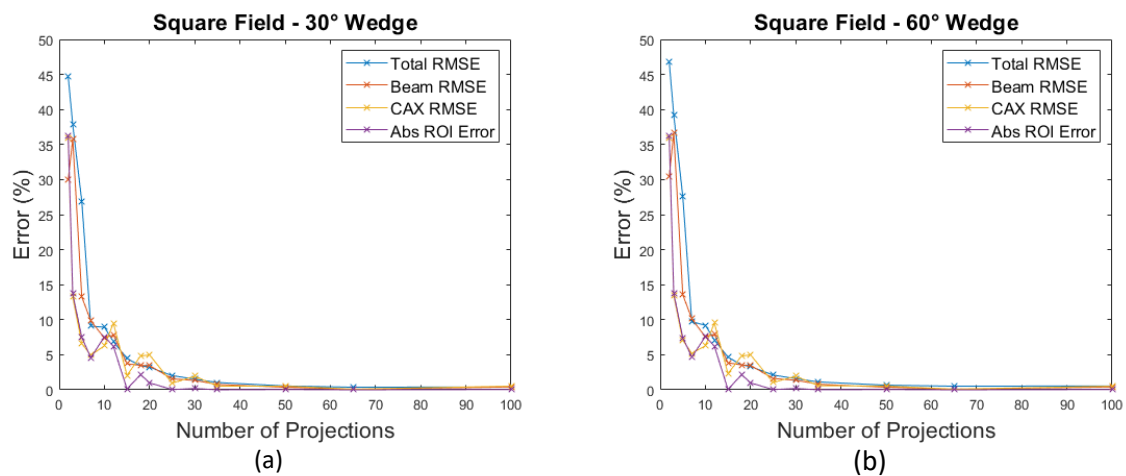 Square Field - 30° Wedge
50
45
40
35
30
25
20
15
10
5
0
Error (%)
Total RMSE
Beam RMSE
CAX RMSE
Abs ROI Error
0 10 20 30 40 50 60 70 80 90 100
Number of Projections
(a)
Square Field - 60° Wedge
50
45
40
35
30
25
20
15
10
5
0
Error (%)
Total RMSE
Beam RMSE
CAX RMSE
Abs ROI Error
0 10 20 30 40 50 60 70 80 90 100
Number of Projections
(b)